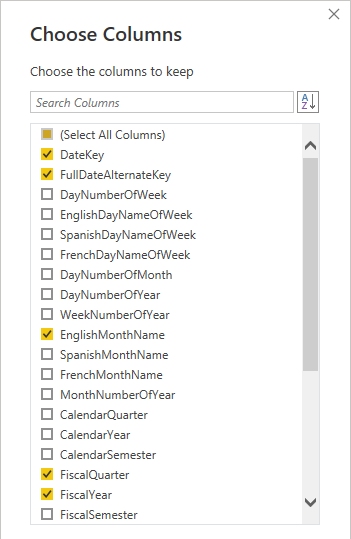 Choose Columns
Choose the columns to keep
Search Columns
A
Z
(Select All Columns)
DateKey
FullDateAlternateKey
DayNumberOfWeek
EnglishDayNameOfWeek
SpanishDayNameOfWeek
FrenchDayNameOfWeek
DayNumberOfMonth
DayNumberOfYear
WeekNumberOfYear
EnglishMonthName
SpanishMonthName
FrenchMonthName
MonthNumberOfYear
CalendarQuarter
CalendarYear
CalendarSemester
FiscalQuarter
FiscalYear
FiscalSemester